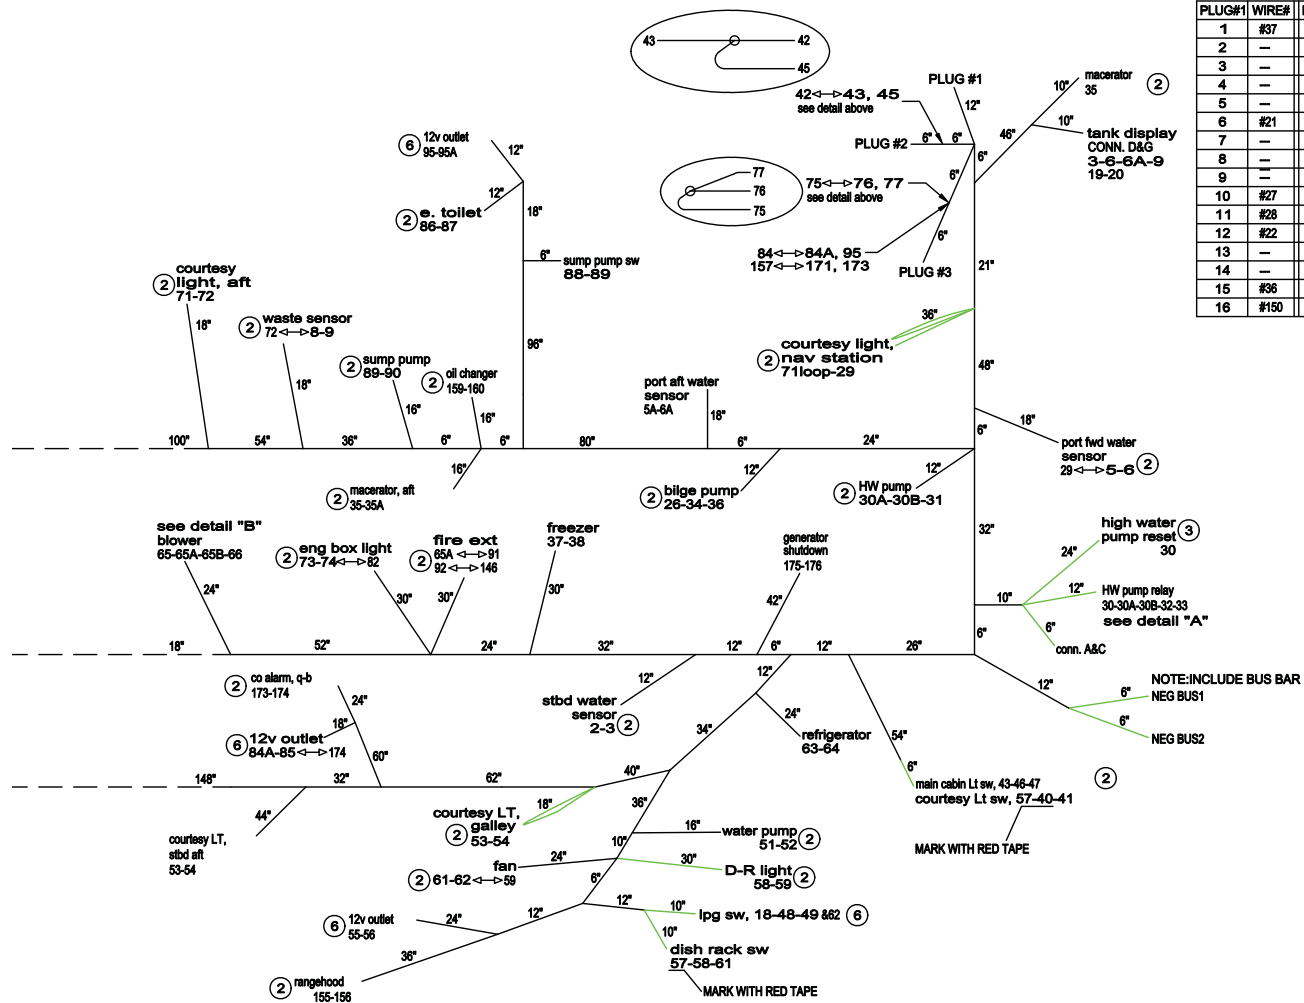 PLUG#1 WIRE#
1 #37
2 —
3 —
4 —
5 —
6 #21
7 —
8 —
9 —
10 #27
11 #28
12 #22
13 —
14 —
15 #36
16 #150
43 42
45
PLUG #1
macerator
35
2
10"
12"
42<->43, 45
see detail above
10"
46"
tank display
CONN. D&G
3-6-6A-9
19-20
6 12v outlet
95-95A
12"
PLUG #2
6" 6"
6"
77
76
75
75<->76, 77
see detail above
6"
12"
2 e. toilet
86-87
18"
6"
84<->84A, 95
157<->171, 173
PLUG #3
6"
sump pump sw
88-89
21"
2 courtesy
light, aft
71-72
18"
2 waste sensor
72<->8-9
36"
96"
courtesy light,
2 nav station
71loop-29
2 sump pump
89-90
2 oil changer
159-160
48"
18"
16"
16"
port aft water
sensor
5A-6A
18"
18"
100" 54" 36" 6" 6" 80" 6" 24"
6"
port fwd water
sensor
29<->5-6 2
16"
12"
12"
2 macerator, aft
35-35A
2 bilge pump
26-34-36
2 HW pump
30A-30B-31
see detail "B"
blower
65-65A-65B-66
2 eng box light
73-74<->82
2 fire ext
65A<->91
92<->146
freezer
37-38
generator
shutdown
175-176
32"
high water
pump reset 3
30
24"
24"
30"
30"
30"
42"
10"
12"
HW pump relay
30-30A-30B-32-33
see detail "A"
6"
conn. A&C
6"
18" 52" 24" 32" 12" 6" 12" 26"
2 co alarm, q-b
173-174
12"
12"
12"
NOTE:INCLUDE BUS BAR
6"
NEG BUS1
24"
stbd water
sensor
2-3 2
24"
6"
NEG BUS2
18"
6 12v outlet
84A-85<->174
34"
refrigerator
63-64
54"
60"
6"
148" 32" 62" 40"
main cabin Lt sw, 43-46-47
courtesy Lt sw, 57-40-41
2
44"
18"
36"
courtesy LT,
2 galley
53-54
16"
water pump
51-52 2
courtesy LT,
stbd aft
53-54
MARK WITH RED TAPE
10"
fan
2 61-62<->59
24"
30"
D-R light
58-59 2
6"
12"
10"
lpg sw, 18-48-49 &62 6
6 12v outlet
55-56
24"
12"
10"
dish rack sw
57-58-61
36"
2 rangehood
155-156
MARK WITH RED TAPE